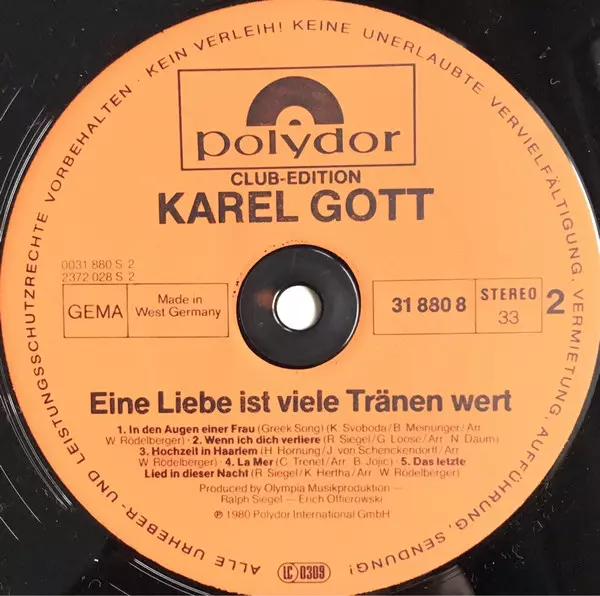 ALLE URHEBER- UND LEISTUNGSSCHUTZRECHTE VORBEHALTEN · KEIN VERLEIH! KEINE UNERLAUBTE VERVIELFÄLTIGUNG, VERMIETUNG, AUFFÜHRUNG, SENDUNG!
polydor
CLUB-EDITION
KAREL GOTT
0031 880 S 2
2372 028 S 2
GEMA
Made in
West Germany
31 880 8
STEREO
33
2
Eine Liebe ist viele Tränen wert
1. In den Augen einer Frau (Greek Song) (K. Svoboda/B. Meinunger/Arr
W. Rödelberger) · 2. Wenn ich dich verliere (R. Siegel/G. Loose/Arr. N. Daum)
3. Hochzeit in Haarlem (H. Hornung/J. von Schenckendorff/Arr
W. Rödelberger) · 4. La Mer (C. Trenet/Arr. B. Jojic) 5. Das letzte
Lied in dieser Nacht (R. Siegel/K. Hertha/Arr W. Rödelberger)
Produced by Olympia Musikproduktion —
Ralph Siegel — Erich Offierowski
℗ 1980 Polydor International GmbH
LC 0309